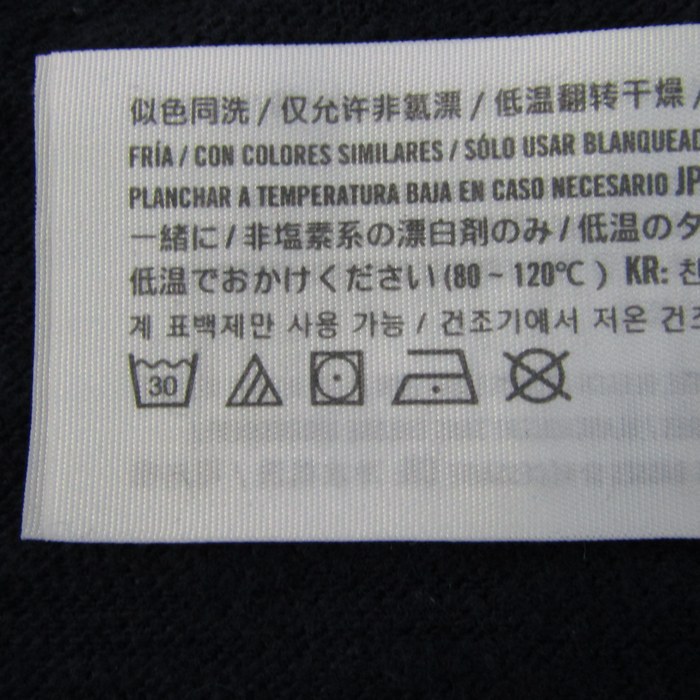 似色同洗 / 仅允许非氯漂 / 低温翻转干燥 /
FRÍA / CON COLORES SIMILARES / SÓLO USAR BLANQUEAD
PLANCHAR A TEMPERATURA BAJA EN CASO NECESARIO JP
一緒に / 非塩素系の漂白剤のみ / 低温のタ
低温でおかけください (80 ~ 120℃ ) KR: 찬
계 표백제만 사용 가능 / 건조기에서 저온 건조
30